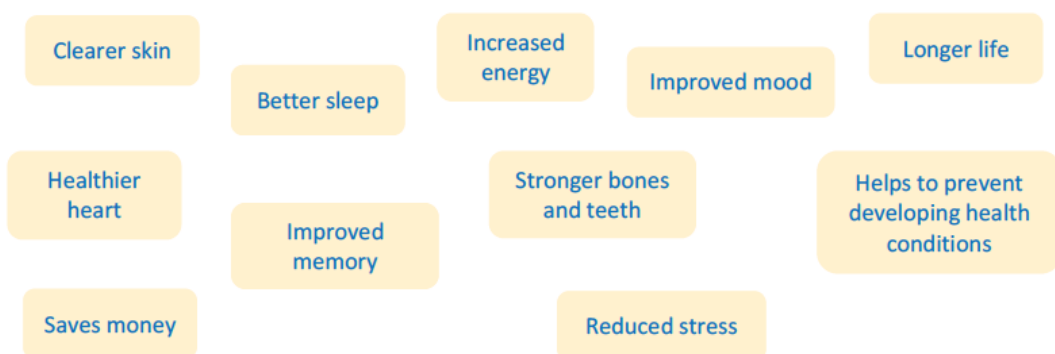 Clearer skin
Better sleep
Increased
energy
Improved mood
Longer life
Healthier
heart
Improved
memory
Stronger bones
and teeth
Helps to prevent
developing health
conditions
Saves money
Reduced stress